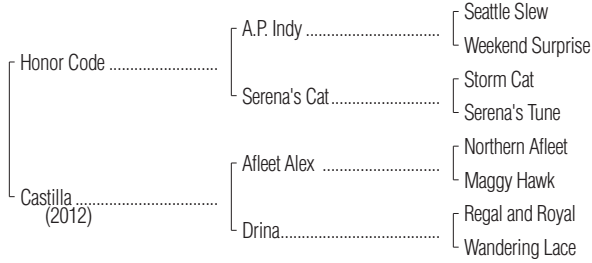 Seattle Slew
A.P. Indy ............................
Weekend Surprise
Honor Code ......................
Storm Cat
Serena's Cat.......................
Serena's Tune
Northern Afleet
Afleet Alex ........................
Maggy Hawk
Castilla .............................
(2012)
Regal and Royal
Drina.................................
Wandering Lace